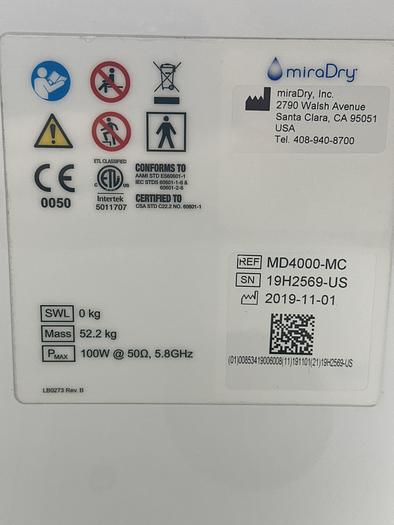 miraDry
miraDry, Inc.
2790 Walsh Avenue
Santa Clara, CA 95051
USA
Tel. 408-940-8700
CE
0050
ETL CLASSIFIED
C ETL US
Intertek
5011707
CONFORMS TO
AAMI STD ES60601-1
IEC STDS 60601-1-6 &
60601-2-6
CERTIFIED TO
CSA STD C22.2 NO. 60601-1
REF MD4000-MC
SN 19H2569-US
2019-11-01
(01)00853419006008(11)191101(21)19H2569-US
SWL 0 kg
Mass 52.2 kg
PMAX 100W @ 50Ω, 5.8GHz
LB0273 Rev. B